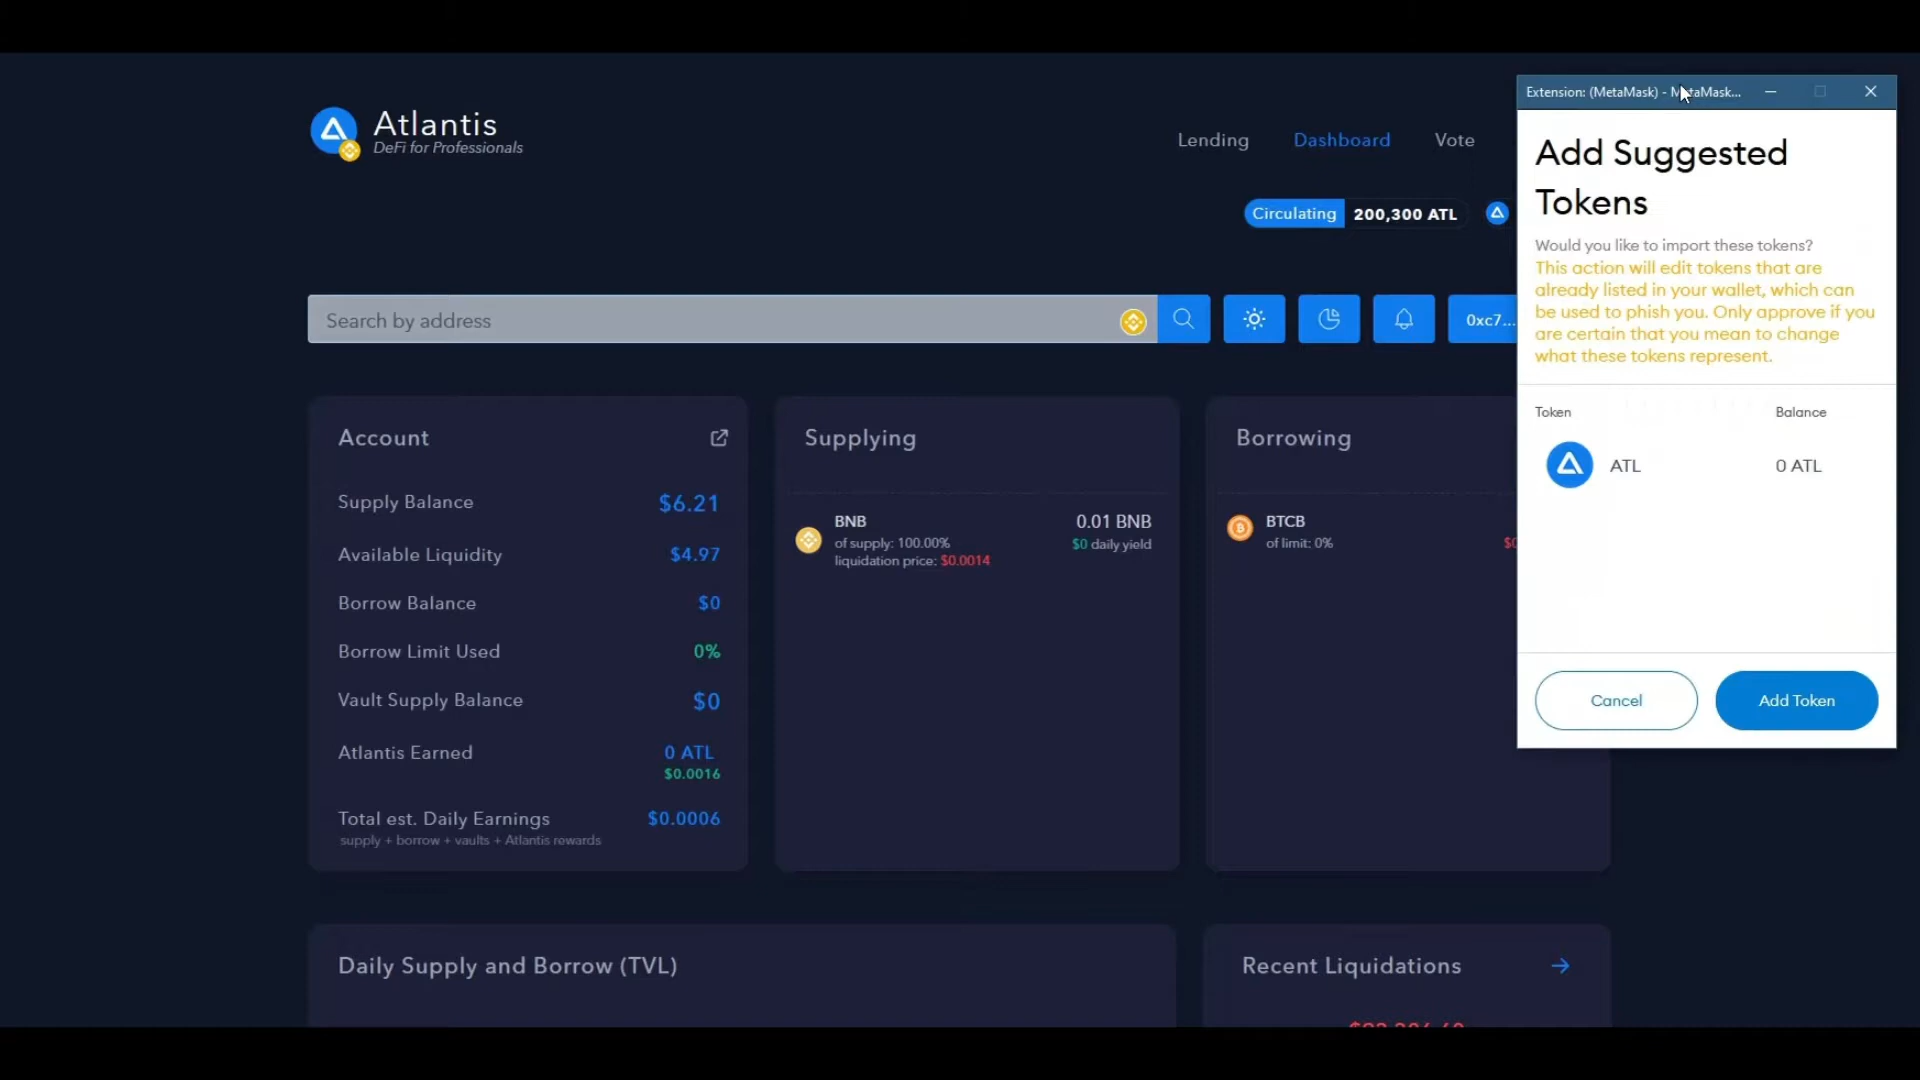 Atlantis
DeFi for Professionals
Lending
Dashboard
Vote
Circulating
200,300 ATL
Search by address
0xc7...
Account
Supply Balance
$6.21
Available Liquidity
$4.97
Borrow Balance
$0
Borrow Limit Used
0%
Vault Supply Balance
$0
Atlantis Earned
0 ATL
$0.0016
Total est. Daily Earnings
$0.0006
supply + borrow + vaults + Atlantis rewards
Supplying
BNB
0.01 BNB
of supply: 100.00%
$0 daily yield
liquidation price: $0.0014
Borrowing
BTCB
of limit: 0%
Daily Supply and Borrow (TVL)
Recent Liquidations
Extension: (MetaMask) - MetaMask...
Add Suggested
Tokens
Would you like to import these tokens?
This action will edit tokens that are
already listed in your wallet, which can
be used to phish you. Only approve if you
are certain that you mean to change
what these tokens represent.
Token
Balance
ATL
0 ATL
Cancel
Add Token